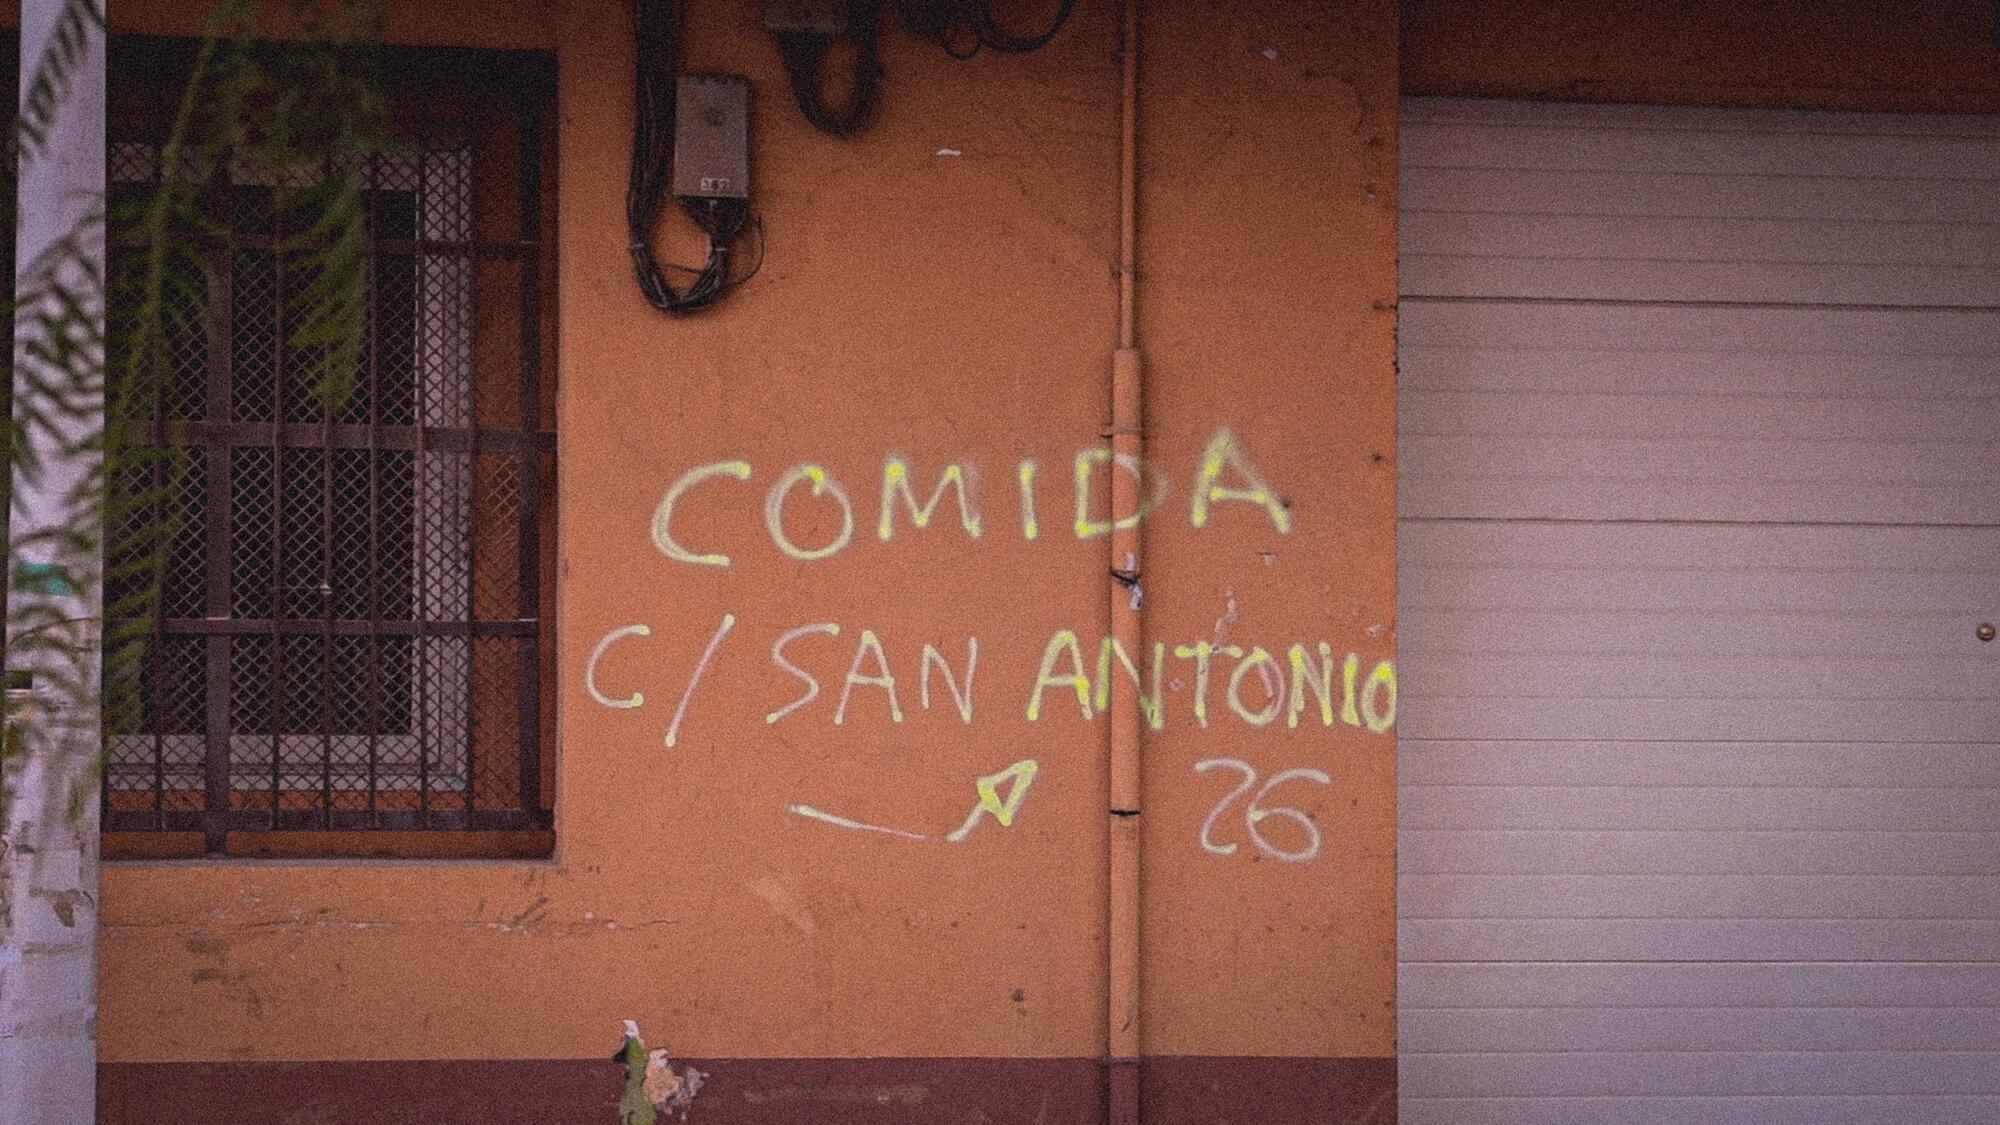 COMIDA
C/ SAN ANTONIO
26